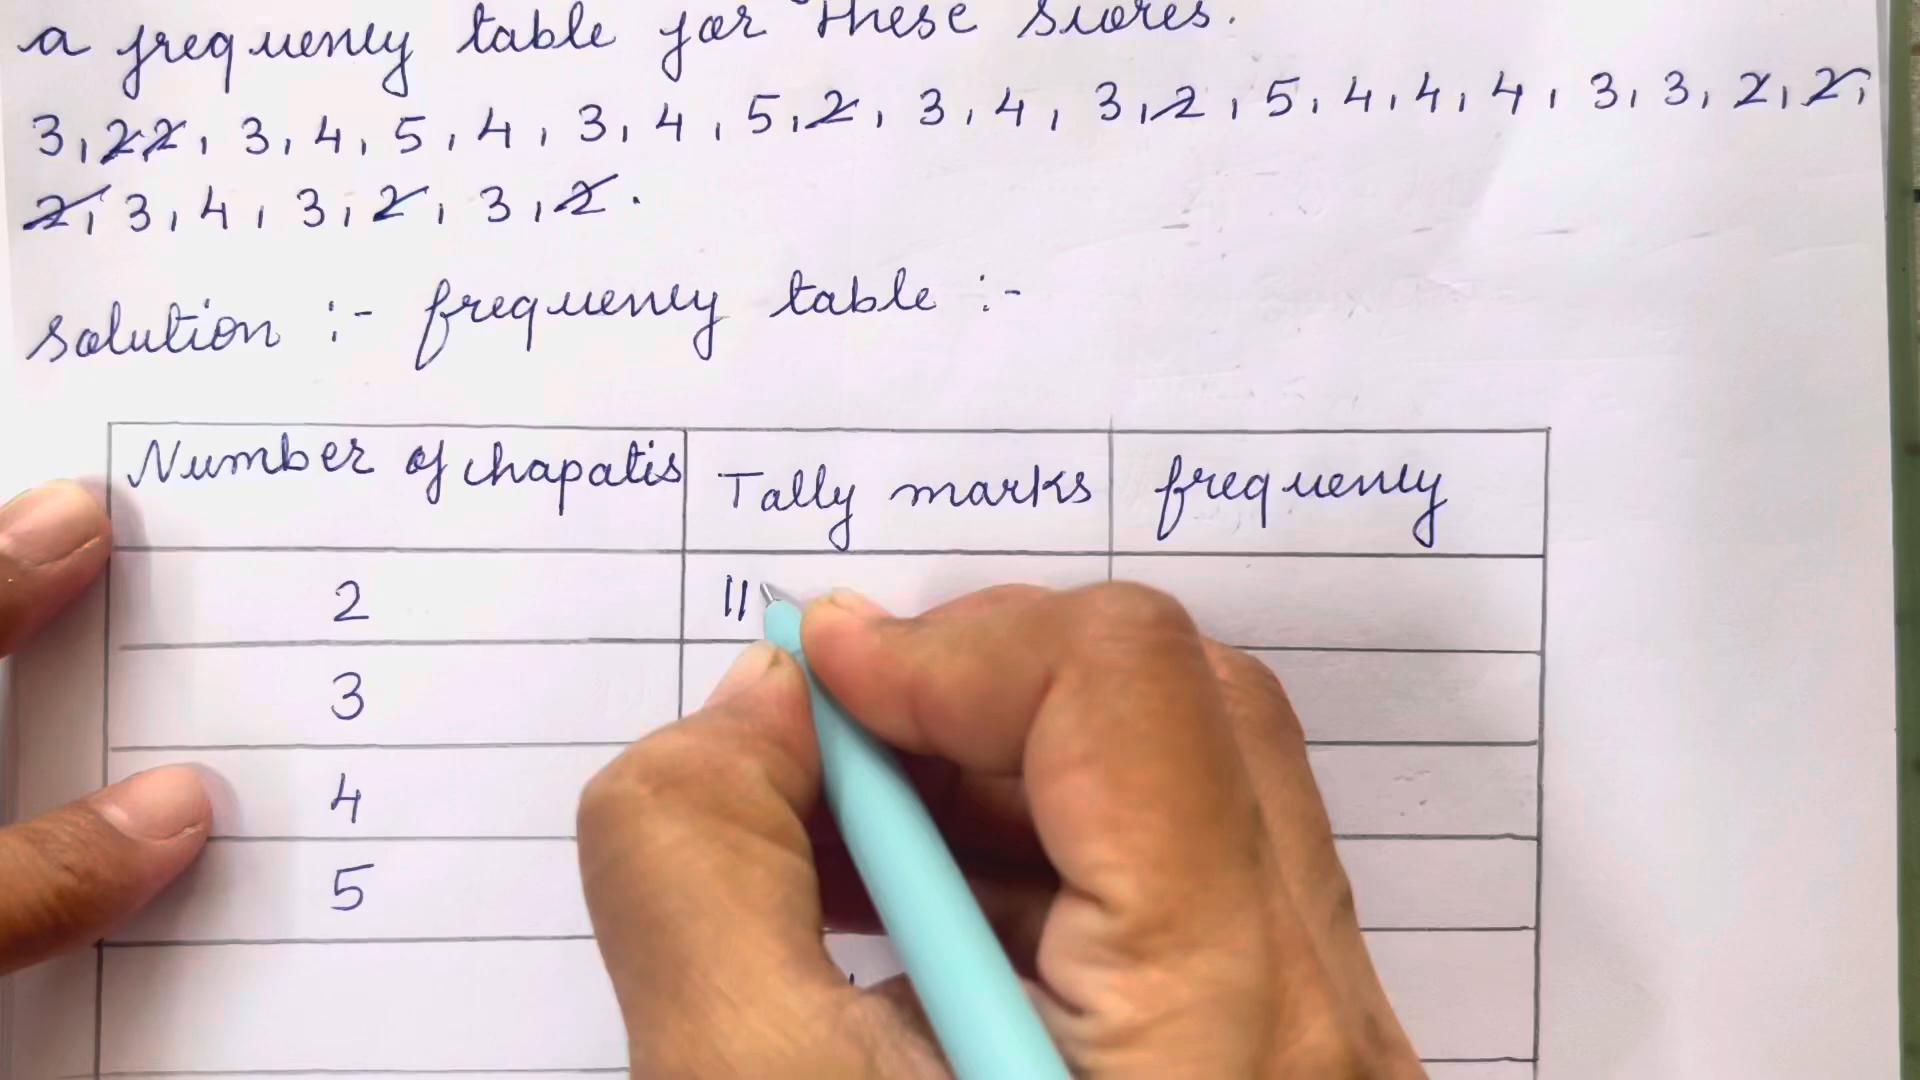 a frequency table for these scores.
3, 2 2, 3, 4, 5, 4, 3, 4, 5, 2, 3, 4, 3, 2, 5, 4, 4, 4, 3, 3, 2, 2,
2, 3, 4, 3, 2, 3, 2.
solution :- frequency table :-
Number of chapatis Tally marks frequency
2 ||
3
4
5